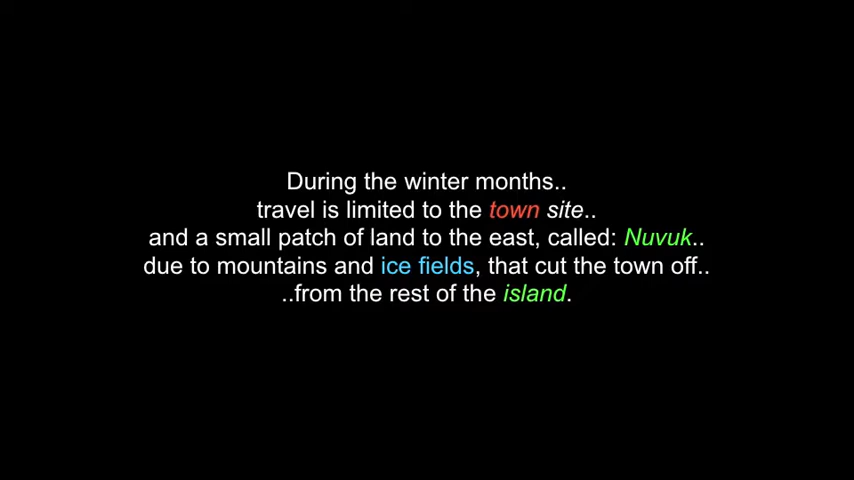 During the winter months..
travel is limited to the town site..
and a small patch of land to the east, called: Nuvuk..
due to mountains and ice fields, that cut the town off..
..from the rest of the island.